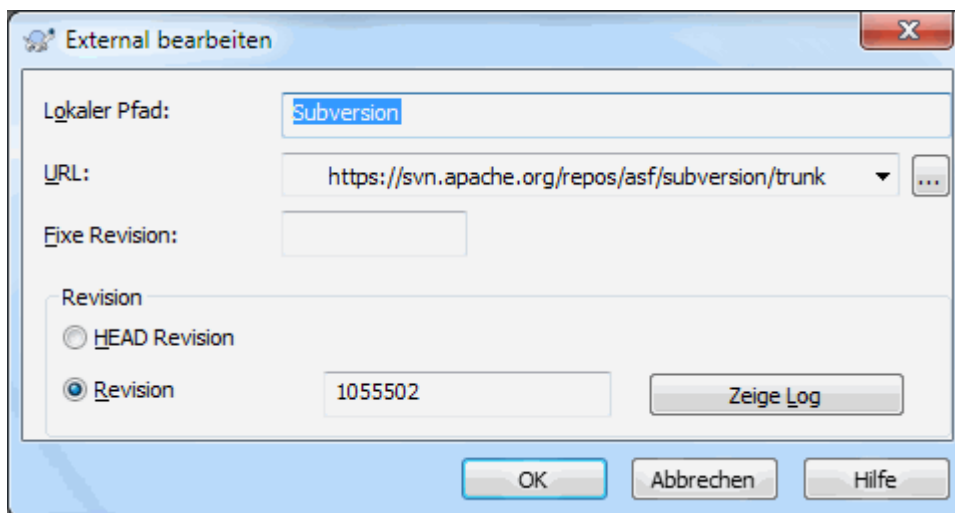 External bearbeiten
Lokaler Pfad: Subversion
URL: https://svn.apache.org/repos/asf/subversion/trunk ...
Fixe Revision:
Revision
HEAD Revision
Revision 1055502 Zeige Log
OK Abbrechen Hilfe